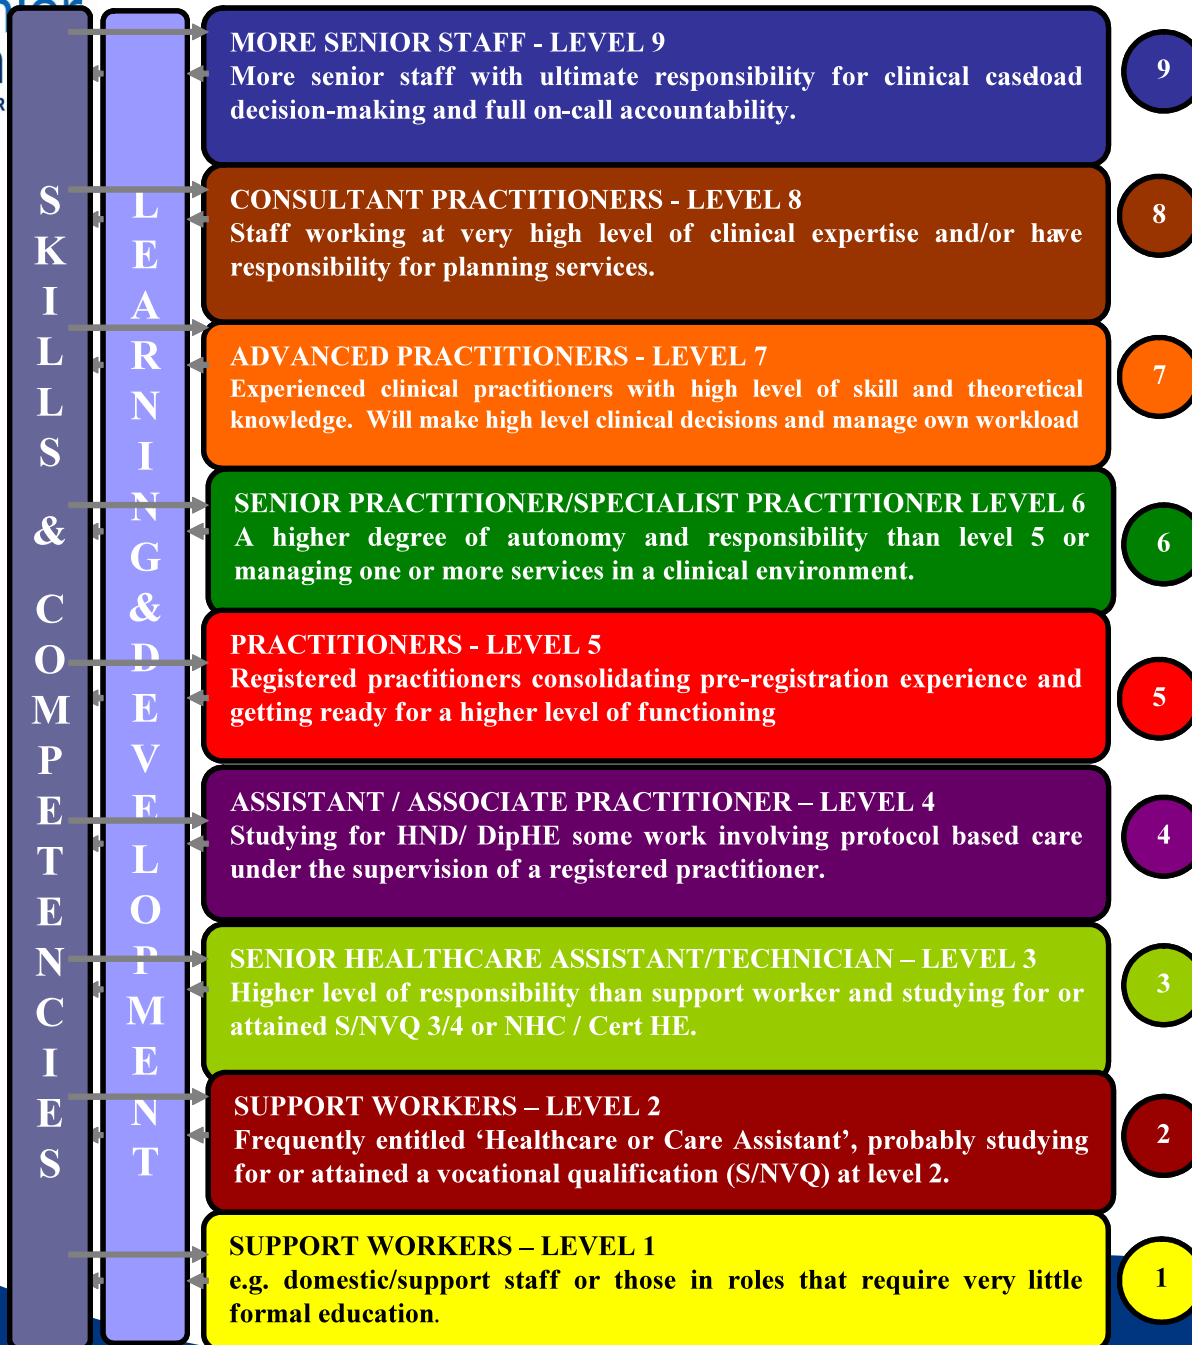 MORE SENIOR STAFF - LEVEL 9
More senior staff with ultimate responsibility for clinical caseload
decision-making and full on-call accountability.
9
CONSULTANT PRACTITIONERS - LEVEL 8
Staff working at very high level of clinical expertise and/or have
responsibility for planning services.
8
ADVANCED PRACTITIONERS - LEVEL 7
Experienced clinical practitioners with high level of skill and theoretical
knowledge. Will make high level clinical decisions and manage own workload
7
SENIOR PRACTITIONER/SPECIALIST PRACTITIONER LEVEL 6
A higher degree of autonomy and responsibility than level 5 or
managing one or more services in a clinical environment.
6
PRACTITIONERS - LEVEL 5
Registered practitioners consolidating pre-registration experience and
getting ready for a higher level of functioning
5
ASSISTANT / ASSOCIATE PRACTITIONER – LEVEL 4
Studying for HND/ DipHE some work involving protocol based care
under the supervision of a registered practitioner.
4
SENIOR HEALTHCARE ASSISTANT/TECHNICIAN – LEVEL 3
Higher level of responsibility than support worker and studying for or
attained S/NVQ 3/4 or NHC / Cert HE.
3
SUPPORT WORKERS – LEVEL 2
Frequently entitled ‘Healthcare or Care Assistant’, probably studying
for or attained a vocational qualification (S/NVQ) at level 2.
2
SUPPORT WORKERS – LEVEL 1
e.g. domestic/support staff or those in roles that require very little
formal education.
1
SKILLS & COMPETENCIES
LEARNING & DEVELOPMENT